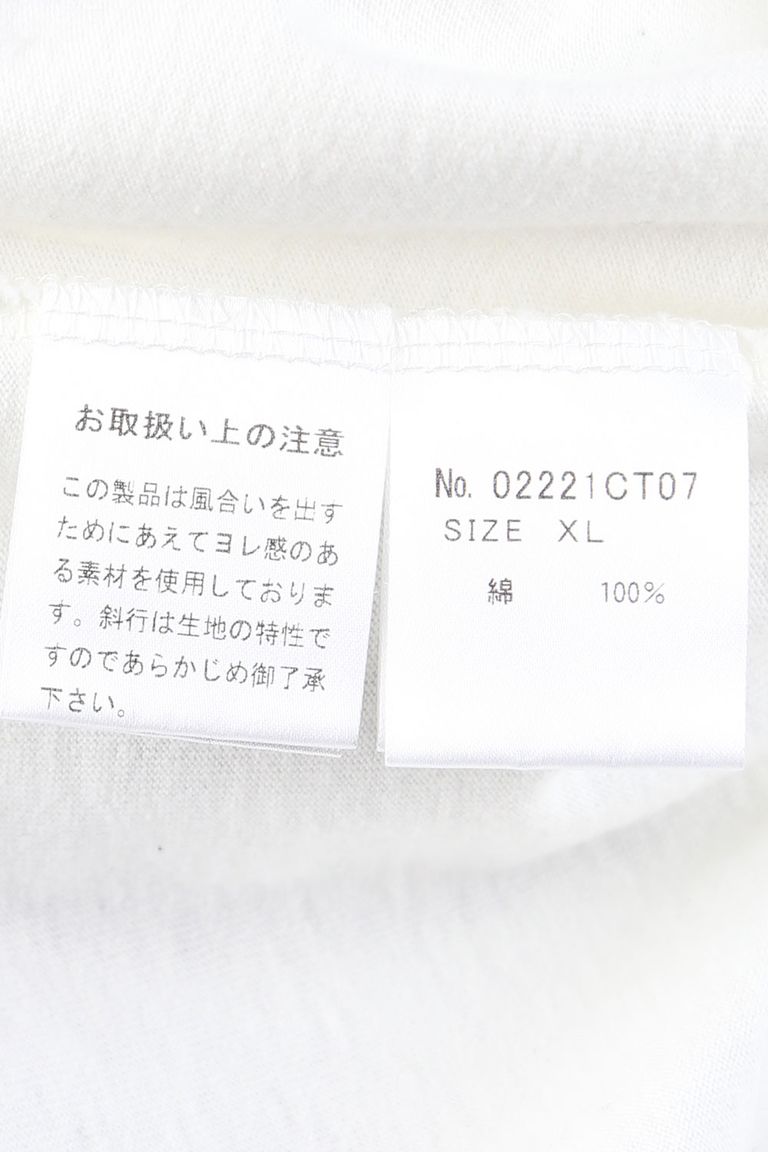 お取扱い上の注意
この製品は風合いを出す
ためにあえてヨレ感のあ
る素材を使用しておりま
す。斜行は生地の特性で
すのであらかじめ御了承
下さい。
No. 02221CT07
SIZE XL
綿 100%